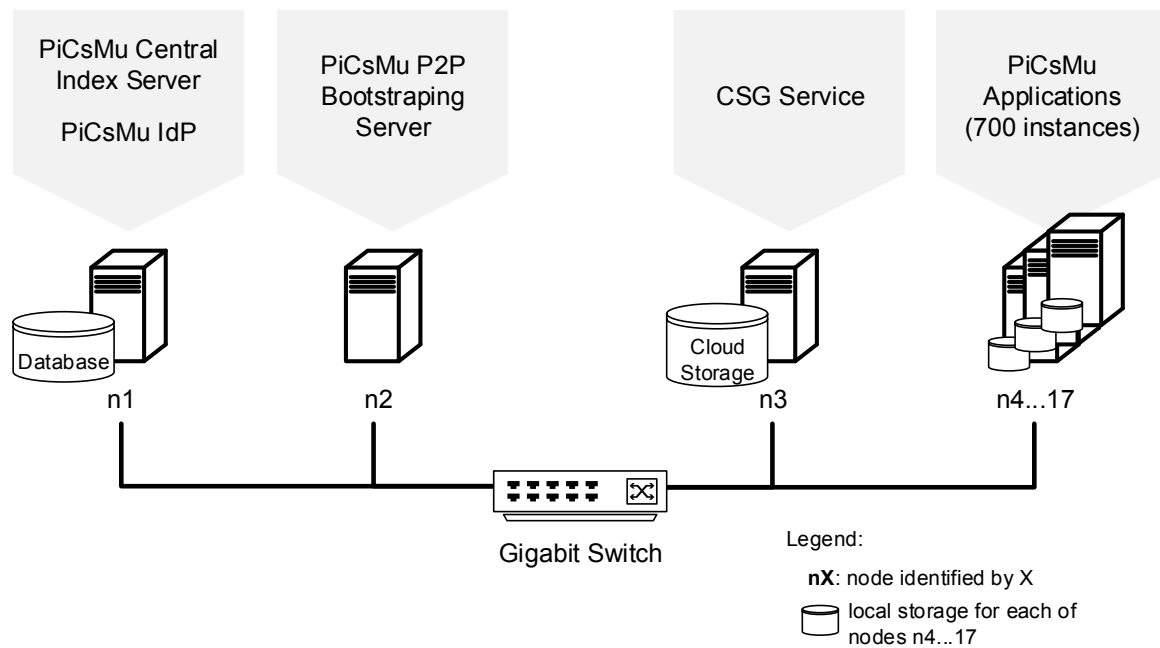 PiCsMu Central
Index Server
PiCsMu IdP
PiCsMu P2P
Bootstraping
Server
CSG Service
PiCsMu
Applications
(700 instances)
Database
Cloud
Storage
n1
n2
n3
n4...17
Gigabit Switch
Legend:
nX: node identified by X
local storage for each of
nodes n4...17